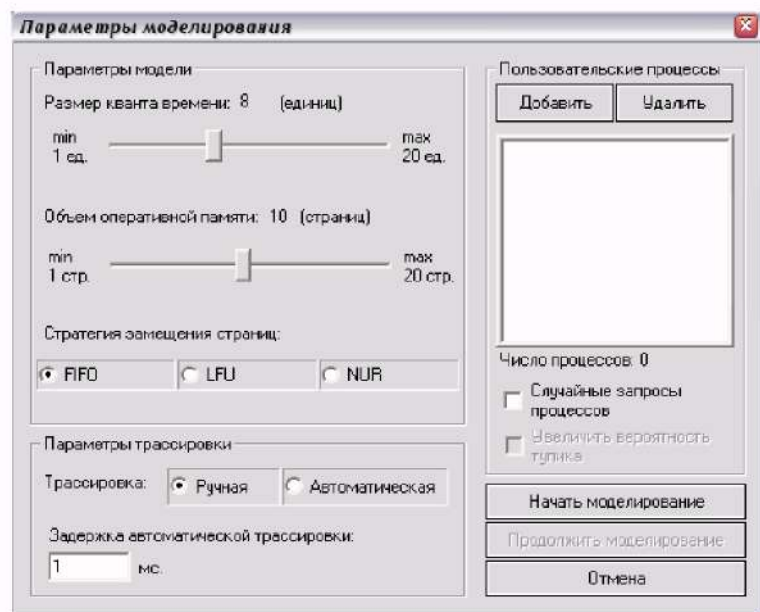 Параметры моделирования
Параметры модели
Размер кванта времени: 8 (единиц)
min
1 ед.
max
20 ед.
Объем оперативной памяти: 10 (страниц)
min
1 стр.
max
20 стр.
Стратегия замещения страниц:
FIFO LFU NUR
Параметры трассировки
Трассировка: Ручная Автоматическая
Задержка автоматической трассировки:
1 мс.
Пользовательские процессы
Добавить Удалить
Число процессов: 0
Случайные запросы
процессов
Увеличить вероятность
тупика
Начать моделирование
Продолжить моделирование
Отмена